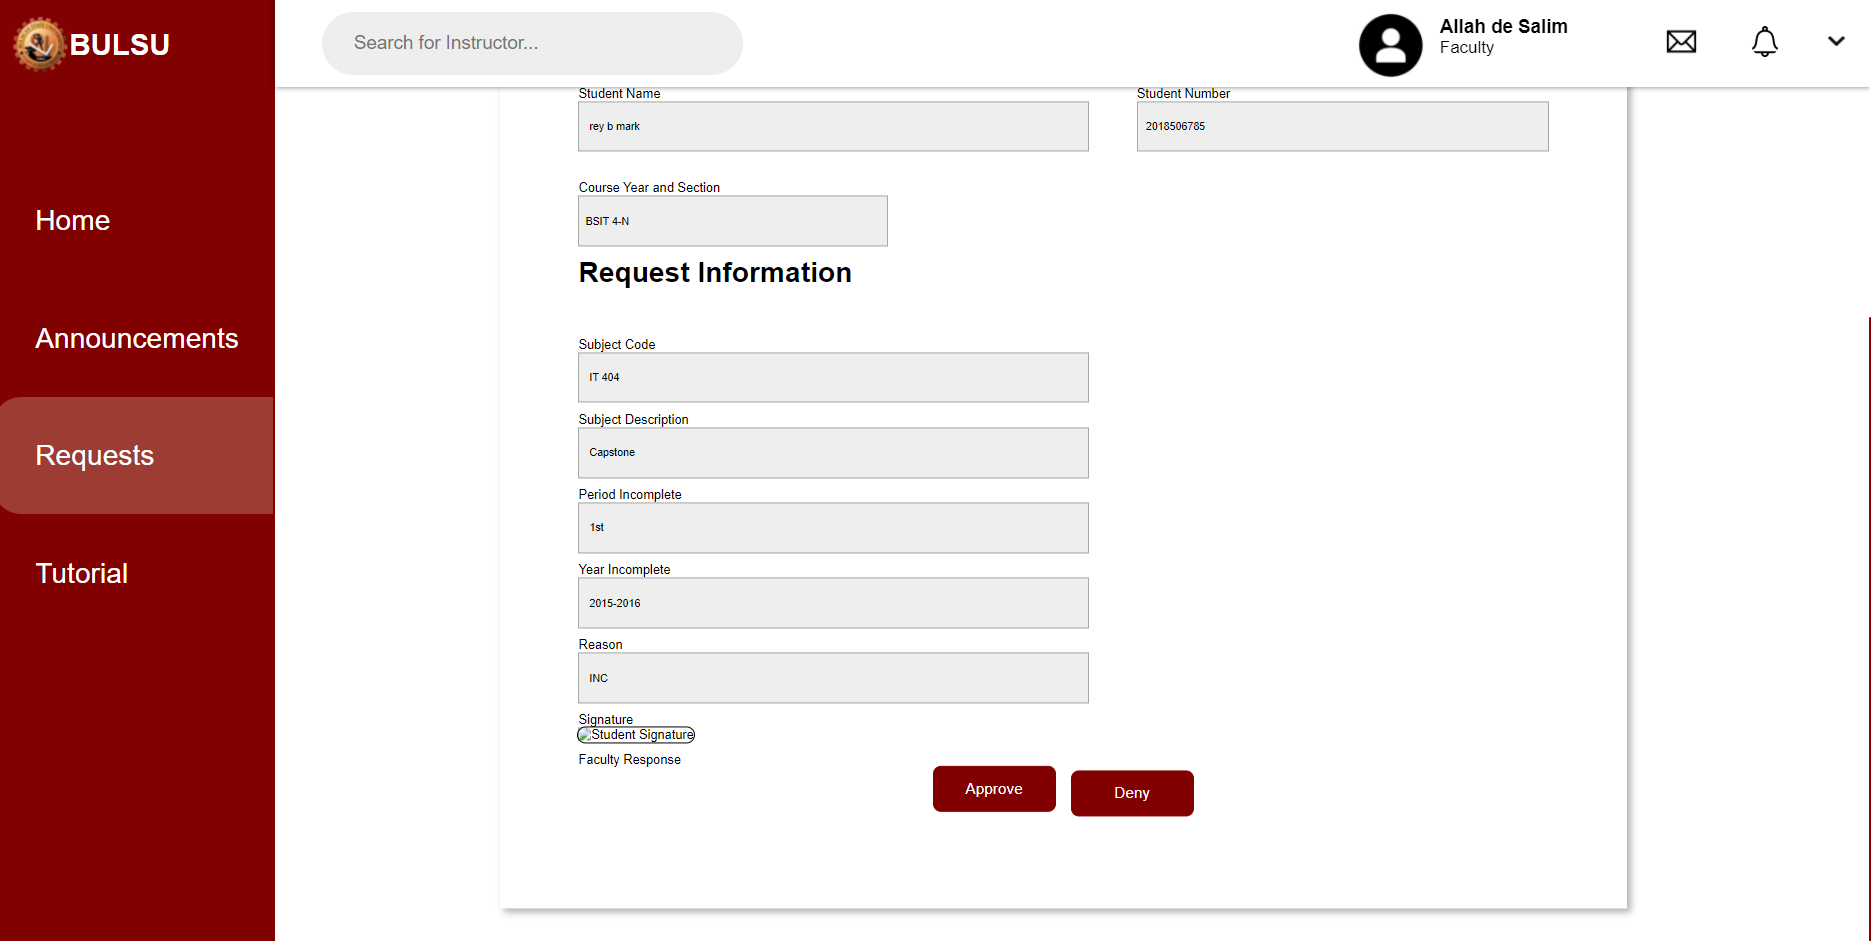 BULSU
Search for Instructor...
Allah de Salim
Faculty
Home
Announcements
Requests
Tutorial
Student Name
Student Number
rey b mark
2018506785
Course Year and Section
BSIT 4-N
Request Information
Subject Code
IT 404
Subject Description
Capstone
Period Incomplete
1st
Year Incomplete
2015-2016
Reason
INC
Signature
Student Signature
Faculty Response
Approve
Deny